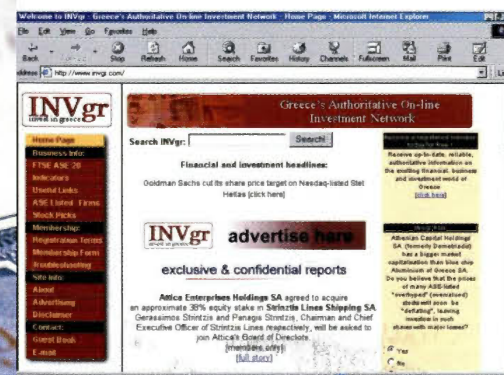 Welcome to INVgr - Greece's Authoritative On-line Investment Network - Home Page - Microsoft Internet Explorer
File Edit View Go Favorites Help
Back Stop Refresh Home Search Favorites History Channels Fullscreen Mail Print Edit
Address http://www.invgr.com/
INVgr
invest in greece
Greece's Authoritative On-line
Investment Network
Home Page
Business Info:
FTSE ASE 20
Indicators
Useful Links
ASE Listed Firms
Stock Picks
Membership:
Registration Terms
Membership Form
Troubleshooting
Site info:
About
Advertising
Disclaimer
Contact:
Guest Book
E-mail
Search INVgr: Search!
Financial and investment headlines:
Goldman Sachs cut its share price target on Nasdaq-listed Stet
Hellas [click here]
INVgr
invest in greece
advertise here
exclusive & confidential reports
Attica Enterprises Holdings SA agreed to acquire
an approximate 38% equity stake in Strintzis Lines Shipping SA
Gerassimos Strintzis and Panagis Strintzis, Chairman and Chief
Executive Officer of Strintzis Lines respectively, will be asked to
join Attica's Board of Directors.
[members only]
[full story]
Receive up-to-date, reliable,
authoritative information on
the exciting financial, business
and investment world of
Greece
[click here]
Athenian Capital Holdings
SA (formerly Demetriadis)
has a bigger market
capitalisation than blue chip
Aluminium of Greece SA.
Do you believe that the prices
of many ASE-listed
"overhyped" (overvalued)
stocks will soon be
"deflating", leaving
investors in such
shares with major losses?
Yes
No